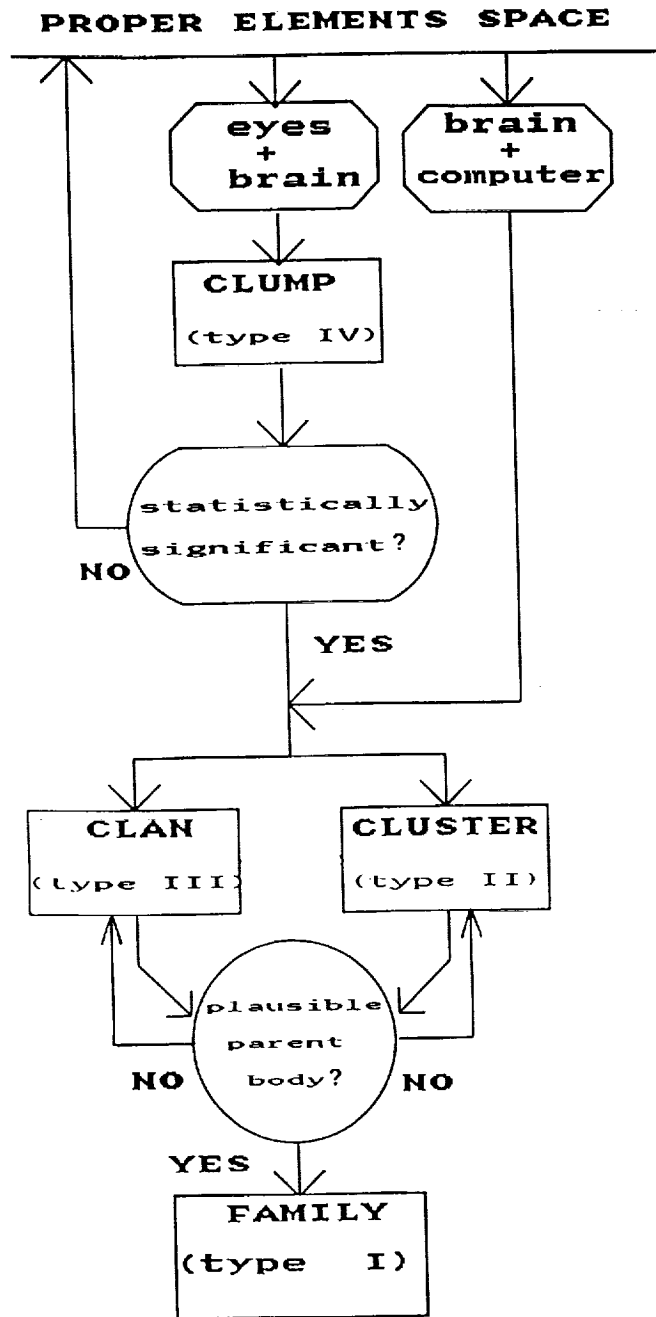 PROPER ELEMENTS SPACE
eyes
+
brain
brain
+
computer
CLUMP
(type IV)
statistically
significant?
NO
YES
CLAN
(type III)
CLUSTER
(type II)
plausible
parent
body?
NO
NO
YES
FAMILY
(type I)